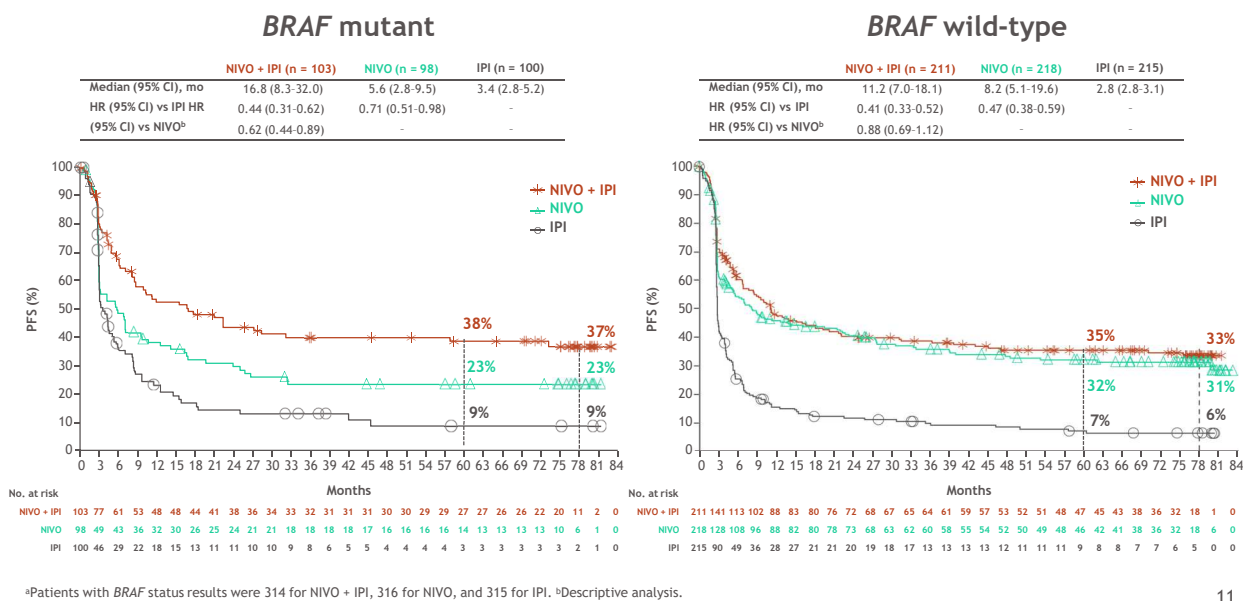 BRAF mutant
NIVO + IPI (n = 103) NIVO (n = 98) IPI (n = 100)
Median (95% CI), mo 16.8 (8.3-32.0) 5.6 (2.8-9.5) 3.4 (2.8-5.2)
HR (95% CI) vs IPI HR 0.44 (0.31-0.62) 0.71 (0.51-0.98) -
(95% CI) vs NIVOᵇ 0.62 (0.44-0.89) - -
100
90
80
70
60
50
40
30
20
10
0
PFS (%)
NIVO + IPI
NIVO
IPI
38%
37%
23%
23%
9%
9%
0 3 6 9 12 15 18 21 24 27 30 33 36 39 42 45 48 51 54 57 60 63 66 69 72 75 78 81 84
Months
No. at risk
NIVO + IPI 103 77 61 53 48 48 44 41 38 36 34 33 32 31 31 31 30 30 29 29 27 27 26 26 22 20 11 2 0
NIVO 98 49 43 36 32 30 26 25 24 21 21 18 18 18 18 17 16 16 16 16 14 13 13 13 13 10 6 1 0
IPI 100 46 29 22 18 15 13 11 11 10 10 9 8 6 5 5 4 4 4 4 3 3 3 3 3 3 2 1 0
BRAF wild-type
NIVO + IPI (n = 211) NIVO (n = 218) IPI (n = 215)
Median (95% CI), mo 11.2 (7.0-18.1) 8.2 (5.1-19.6) 2.8 (2.8-3.1)
HR (95% CI) vs IPI 0.41 (0.33-0.52) 0.47 (0.38-0.59) -
HR (95% CI) vs NIVOᵇ 0.88 (0.69-1.12) - -
100
90
80
70
60
50
40
30
20
10
0
PFS (%)
NIVO + IPI
NIVO
IPI
35%
33%
32%
31%
7%
6%
0 3 6 9 12 15 18 21 24 27 30 33 36 39 42 45 48 51 54 57 60 63 66 69 72 75 78 81 84
Months
No. at risk
NIVO + IPI 211 141 113 102 88 83 80 76 72 68 67 65 64 61 59 57 53 51 50 48 47 45 40 38 36 32 18 1 0
NIVO 218 128 108 96 88 82 80 78 73 68 63 62 60 58 55 54 52 50 49 48 46 42 41 38 36 32 18 6 0
IPI 215 90 49 36 28 27 21 21 20 19 18 17 13 13 13 13 12 11 11 11 9 8 8 7 7 6 5 0 0
ᵃPatients with BRAF status results were 314 for NIVO + IPI, 316 for NIVO, and 315 for IPI. ᵇDescriptive analysis.
11